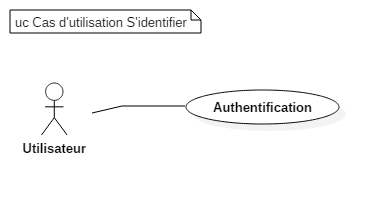 uc Cas d'utilisation S'identifier
Authentification
Utilisateur